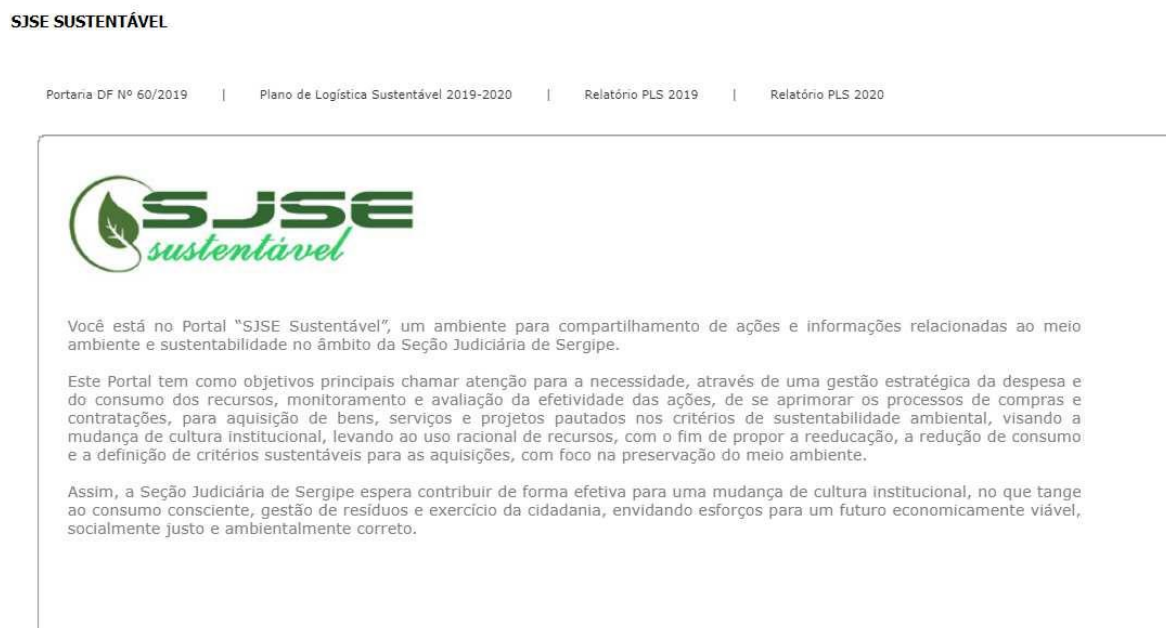 SJSE SUSTENTÁVEL
Portaria DF Nº 60/2019 | Plano de Logística Sustentável 2019-2020 | Relatório PLS 2019 | Relatório PLS 2020
SJSE
sustentável
Você está no Portal “SJSE Sustentável”, um ambiente para compartilhamento de ações e informações relacionadas ao meio
ambiente e sustentabilidade no âmbito da Seção Judiciária de Sergipe.
Este Portal tem como objetivos principais chamar atenção para a necessidade, através de uma gestão estratégica da despesa e
do consumo dos recursos, monitoramento e avaliação da efetividade das ações, de se aprimorar os processos de compras e
contratações, para aquisição de bens, serviços e projetos pautados nos critérios de sustentabilidade ambiental, visando a
mudança de cultura institucional, levando ao uso racional de recursos, com o fim de propor a reeducação, a redução de consumo
e a definição de critérios sustentáveis para as aquisições, com foco na preservação do meio ambiente.
Assim, a Seção Judiciária de Sergipe espera contribuir de forma efetiva para uma mudança de cultura institucional, no que tange
ao consumo consciente, gestão de resíduos e exercício da cidadania, envidando esforços para um futuro economicamente viável,
socialmente justo e ambientalmente correto.